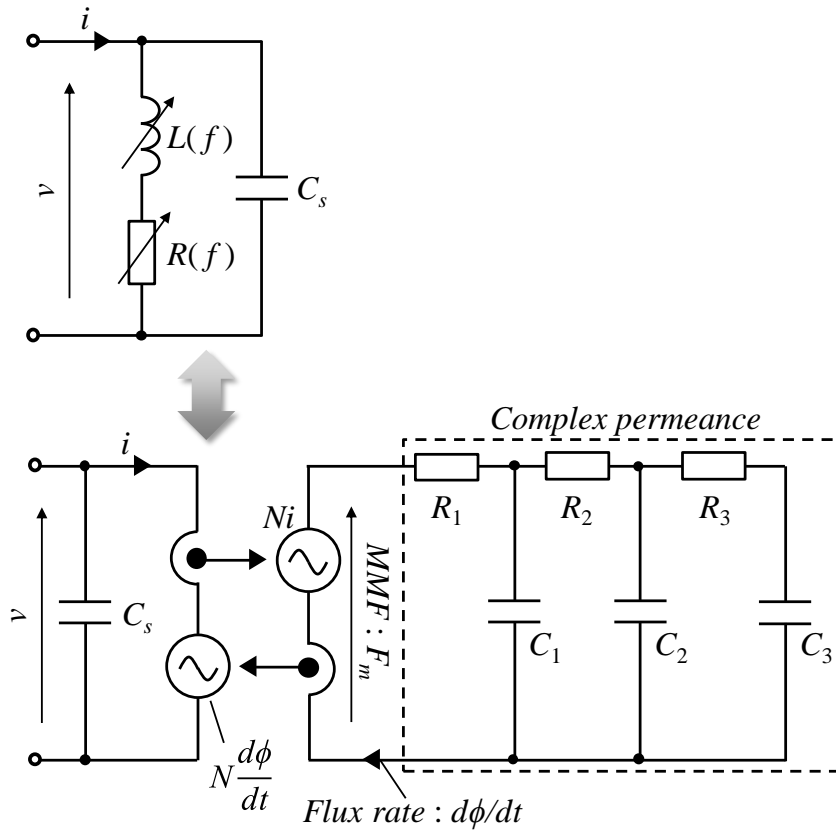 i
v
L(f)
R(f)
C_s
Complex permeance
i
Ni
R_1
R_2
R_3
v
C_s
MMF : F_m
C_1
C_2
C_3
N dφ/dt
Flux rate : dφ/dt